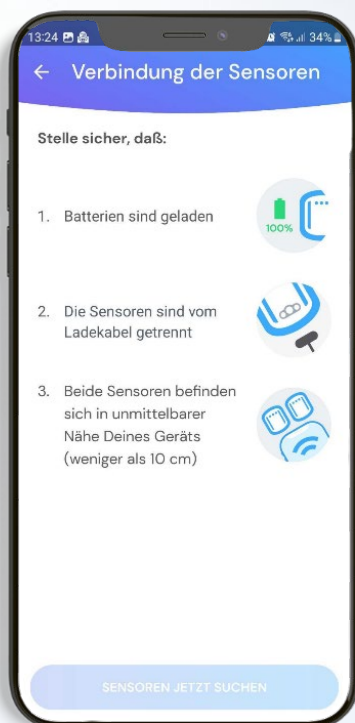 13:24 34%
← Verbindung der Sensoren
Stelle sicher, daß:
1. Batterien sind geladen
100%
2. Die Sensoren sind vom
Ladekabel getrennt
3. Beide Sensoren befinden
sich in unmittelbarer
Nähe Deines Geräts
(weniger als 10 cm)
SENSOREN JETZT SUCHEN